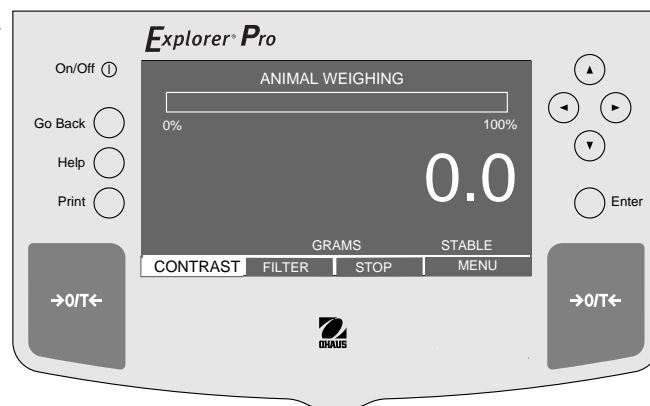 Explorer® Pro
On/Off
ANIMAL WEIGHING
Go Back
0% 100%
Help
0.0
Print
Enter
GRAMS STABLE
CONTRAST FILTER STOP MENU
→0/T← →0/T←
OHAUS